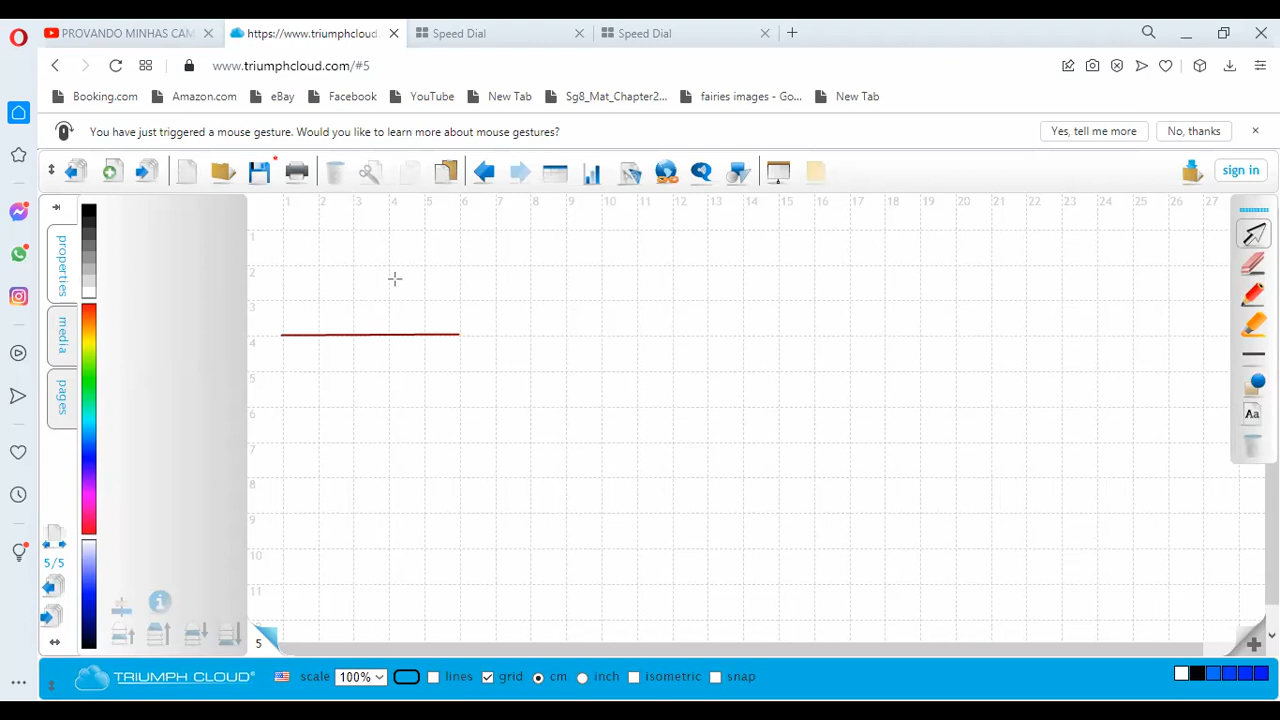 PROVANDO MINHAS CAM
https://www.triumphcloud.
Speed Dial
Speed Dial
www.triumphcloud.com/#5
Booking.com
Amazon.com
eBay
Facebook
YouTube
New Tab
Sg8_Mat_Chapter2...
fairies images - Go...
New Tab
You have just triggered a mouse gesture. Would you like to learn more about mouse gestures?
Yes, tell me more
No, thanks
sign in
1 2 3 4 5 6 7 8 9 10 11 12 13 14 15 16 17 18 19 20 21 22 23 24 25 26 27
1
2
3
4
5
6
7
8
9
10
11
properties
media
pages
5/5
5
Aa
TRIUMPH CLOUD
scale
100%
lines
grid
cm
inch
isometric
snap